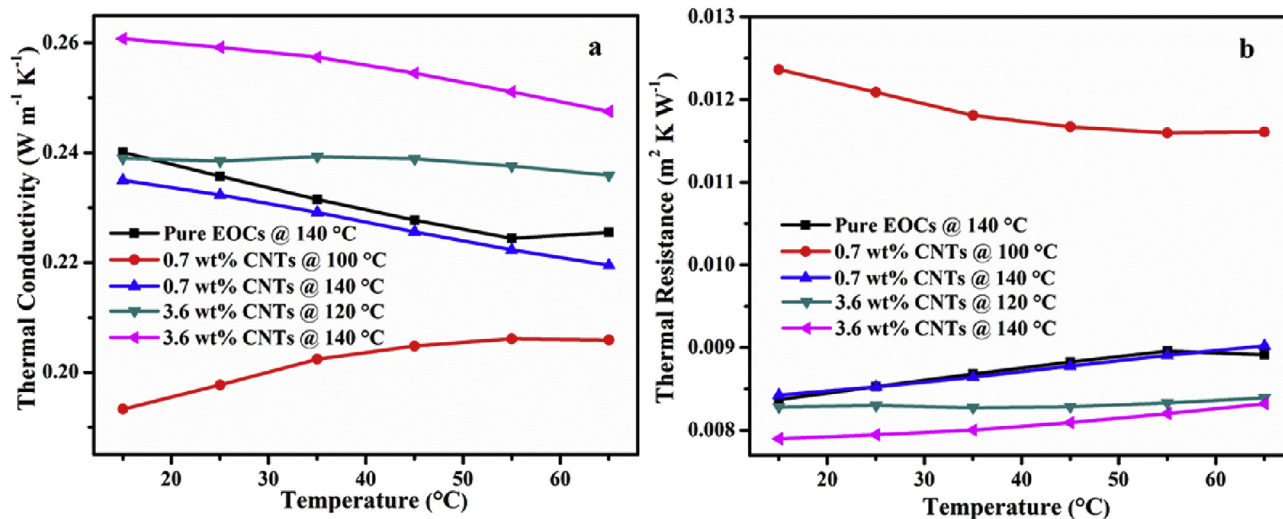 a
0.26
0.24
0.22
0.20
Thermal Conductivity (W m⁻¹ K⁻¹)
Pure EOCs @ 140 °C
0.7 wt% CNTs @ 100 °C
0.7 wt% CNTs @ 140 °C
3.6 wt% CNTs @ 120 °C
3.6 wt% CNTs @ 140 °C
20 30 40 50 60
Temperature (°C)
b
0.013
0.012
0.011
0.010
0.009
0.008
Thermal Resistance (m² K W⁻¹)
Pure EOCs @ 140 °C
0.7 wt% CNTs @ 100 °C
0.7 wt% CNTs @ 140 °C
3.6 wt% CNTs @ 120 °C
3.6 wt% CNTs @ 140 °C
20 30 40 50 60
Temperature (°C)